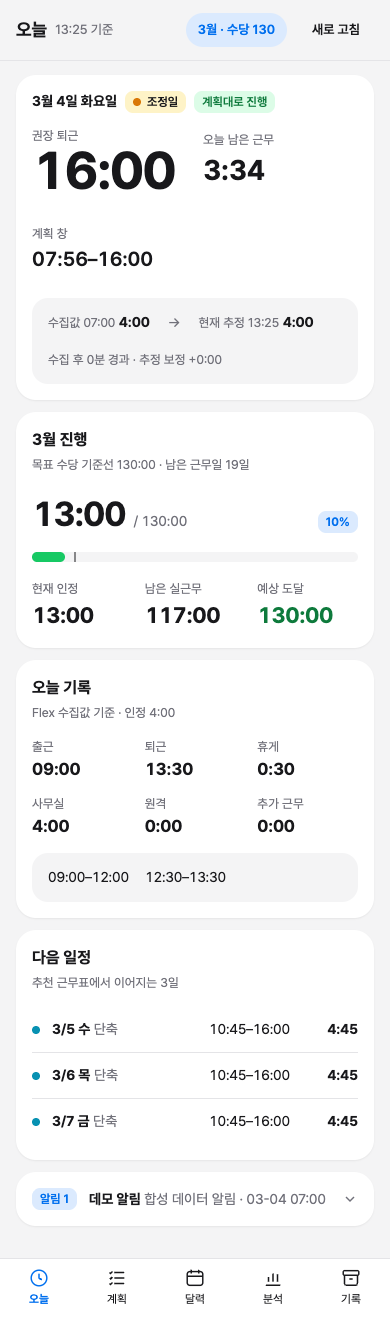 오늘 13:25 기준 3월 · 수당 130 새로 고침
3월 4일 화요일 조정일 계획대로 진행
권장 퇴근 오늘 남은 근무
16:00 3:34
계획 창
07:56–16:00
수집값 07:00 4:00 → 현재 추정 13:25 4:00
수집 후 0분 경과 · 추정 보정 +0:00
3월 진행
목표 수당 기준선 130:00 · 남은 근무일 19일
13:00 / 130:00 10%
현재 인정 남은 실근무 예상 도달
13:00 117:00 130:00
오늘 기록
Flex 수집값 기준 · 인정 4:00
출근 퇴근 휴게
09:00 13:30 0:30
사무실 원격 추가 근무
4:00 0:00 0:00
09:00–12:00 12:30–13:30
다음 일정
추천 근무표에서 이어지는 3일
3/5 수 단축 10:45–16:00 4:45
3/6 목 단축 10:45–16:00 4:45
3/7 금 단축 10:45–16:00 4:45
알림 1 데모 알림 합성 데이터 알림 · 03-04 07:00
오늘 계획 달력 분석 기록